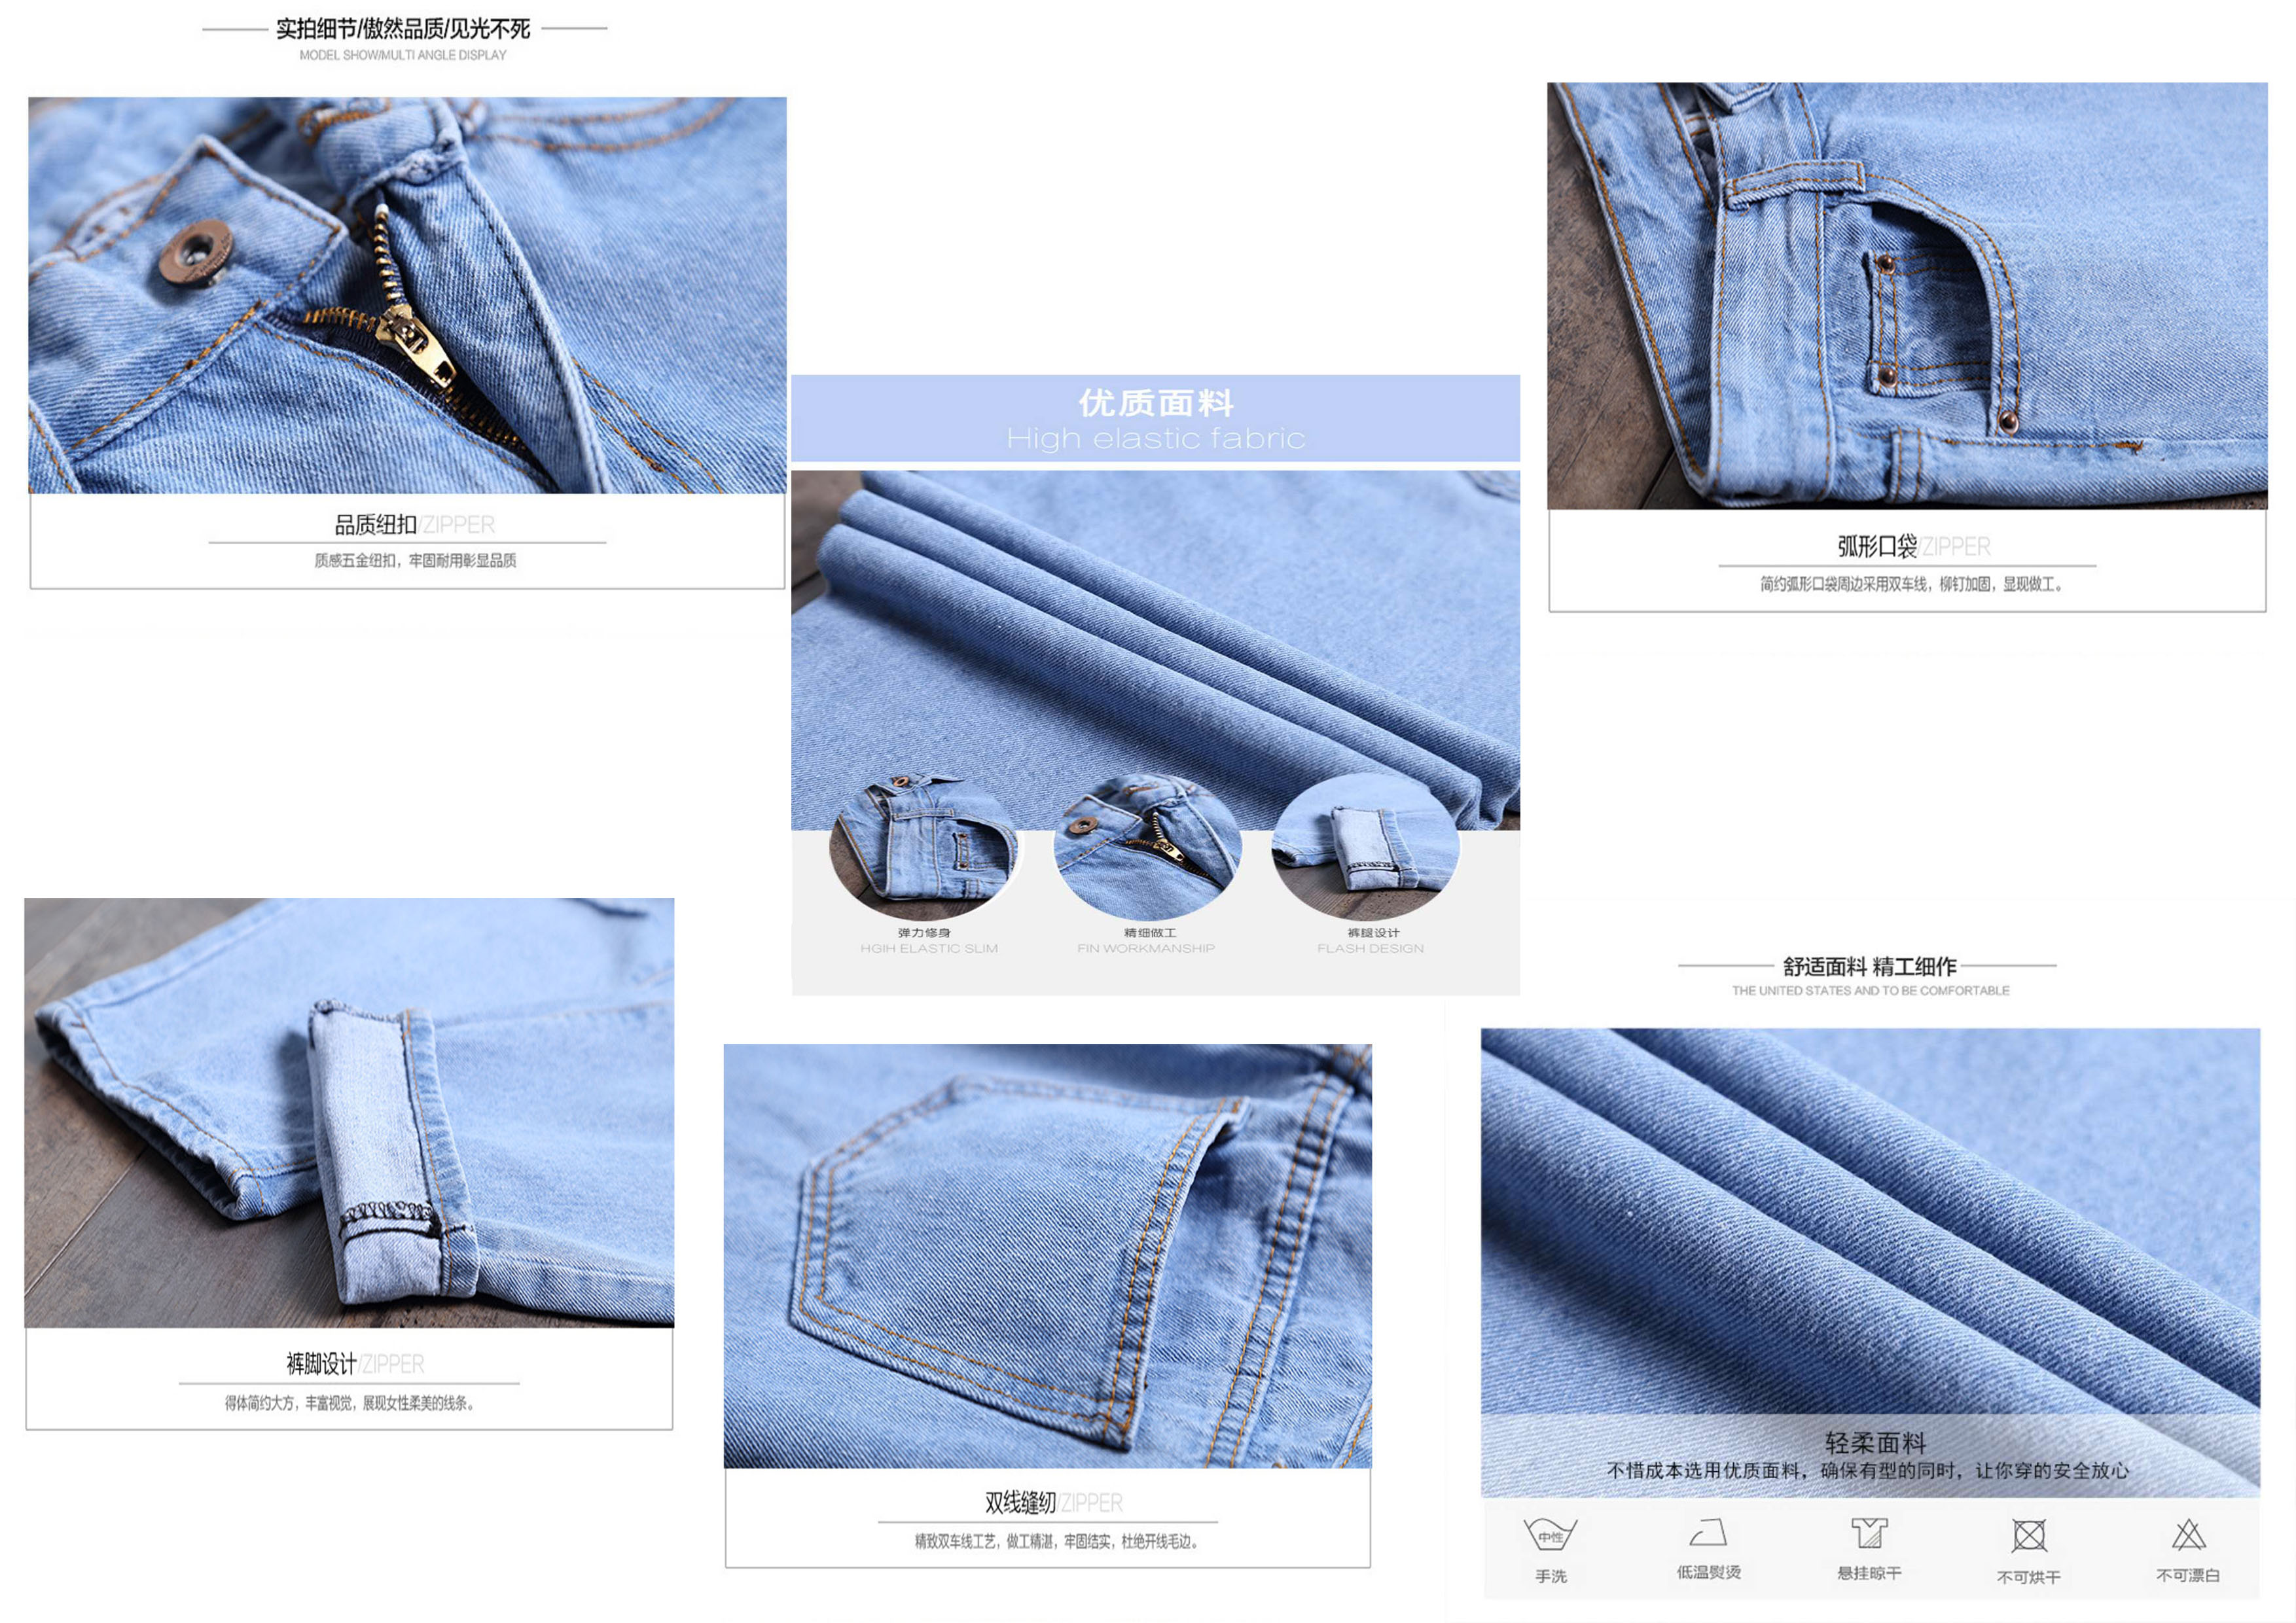 实拍细节/傲然品质/见光不死
MODEL SHOW/MULTI ANGLE DISPLAY
品质纽扣/ZIPPER
质感五金纽扣，牢固耐用彰显品质
优质面料
High elastic fabric
弹力修身
HGIH ELASTIC SLIM
精细做工
FIN WORKMANSHIP
裤腿设计
FLASH DESIGN
弧形口袋/ZIPPER
简约弧形口袋周边采用双车线，柳钉加固，显现做工。
裤脚设计/ZIPPER
得体简约大方，丰富视觉，展现女性柔美的线条。
双线缝纫/ZIPPER
精致双车线工艺，做工精湛，牢固结实，杜绝开线毛边。
舒适面料 精工细作
THE UNITED STATES AND TO BE COMFORTABLE
轻柔面料
不惜成本选用优质面料，确保有型的同时，让你穿的安全放心
中性
手洗
低温熨烫
悬挂晾干
不可烘干
不可漂白